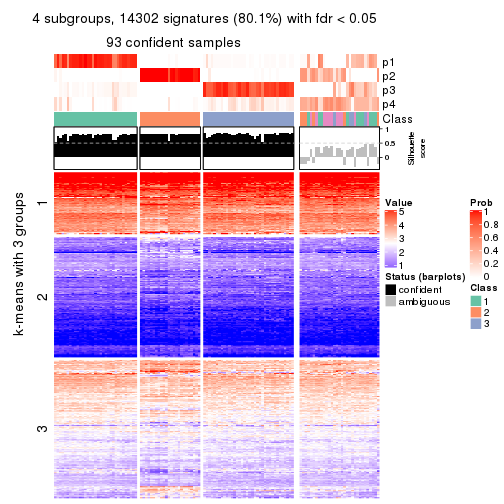 4 subgroups, 14302 signatures (80.1%) with fdr < 0.05
93 confident samples
p1
p2
p3
p4
Class
1
0.5
0
Silhouette
score
k-means with 3 groups
1
2
3
Value
5
4
3
2
1
Status (barplots)
confident
ambiguous
Prob
1
0.8
0.6
0.4
0.2
0
Class
1
2
3